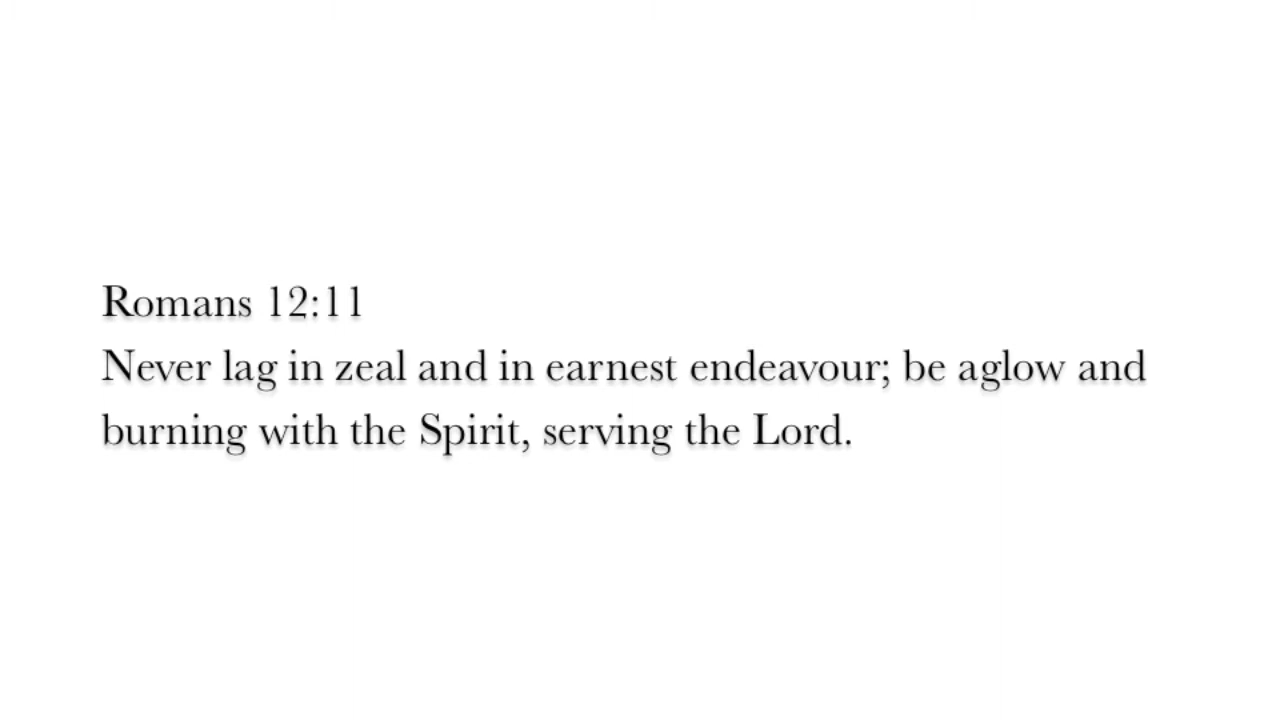 Romans 12:11
Never lag in zeal and in earnest endeavour; be aglow and
burning with the Spirit, serving the Lord.